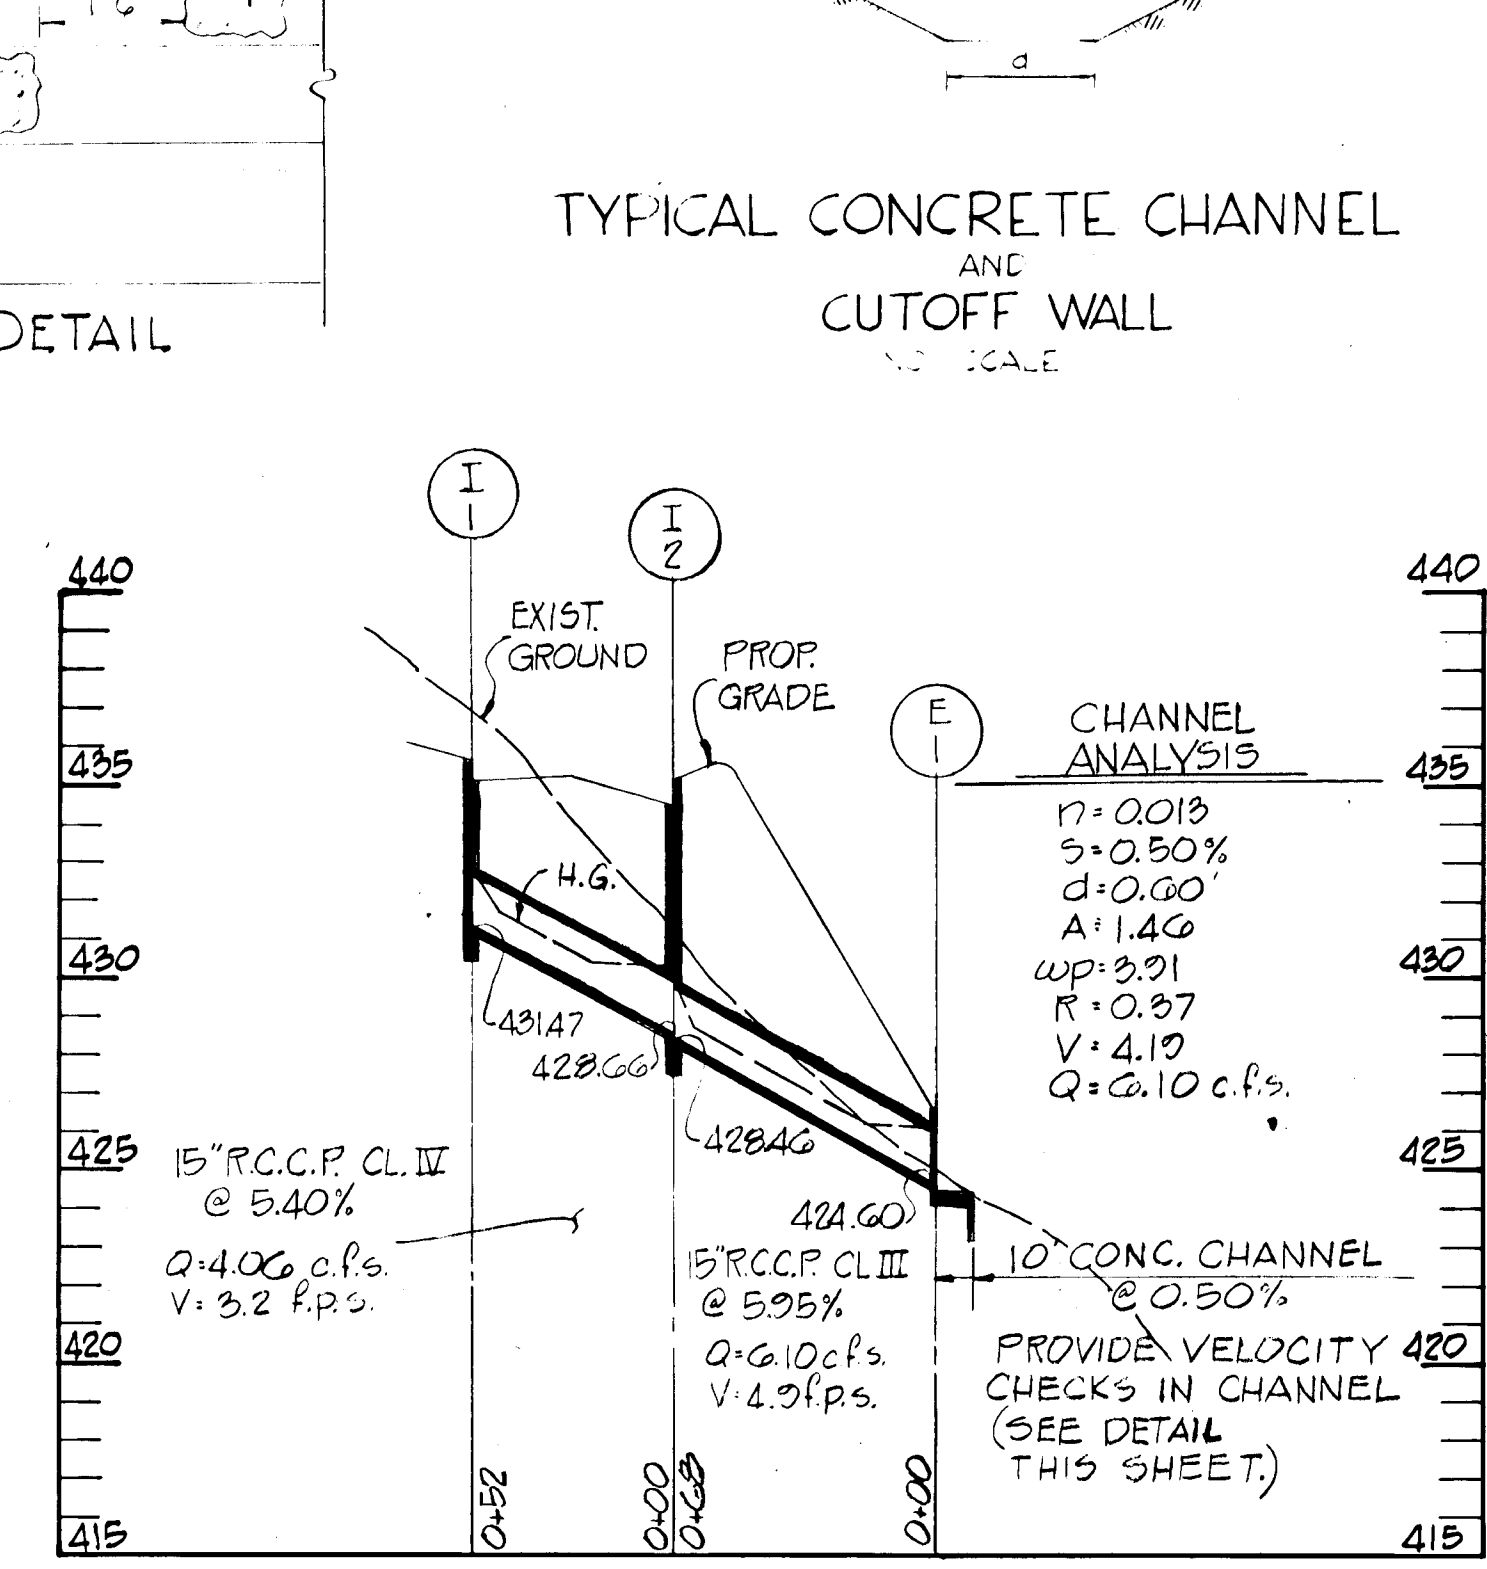 a
TYPICAL CONCRETE CHANNEL
AND
CUTOFF WALL
SCALE
DETAIL
I
1
I
2
E
1
440
435
430
425
420
415
EXIST.
GROUND
PROP.
GRADE
H.G.
431.47
428.66
428.46
424.60
15" R.C.C.P. CL. IV
@ 5.40%
Q=4.06 c.f.s.
V= 3.2 f.p.s.
15" R.C.C.P. CL III
@ 5.95%
Q=6.10 c.f.s.
V=4.9 f.p.s.
0+52
0+00
0+68
0+00
CHANNEL
ANALYSIS
n=0.013
S=0.50%
d=0.60'
A=1.46
wp=3.91
R=0.37
V=4.19
Q=6.10 c.f.s.
10' CONC. CHANNEL
@ 0.50%
PROVIDE VELOCITY
CHECKS IN CHANNEL
(SEE DETAIL
THIS SHEET.)
440
435
430
425
420
415